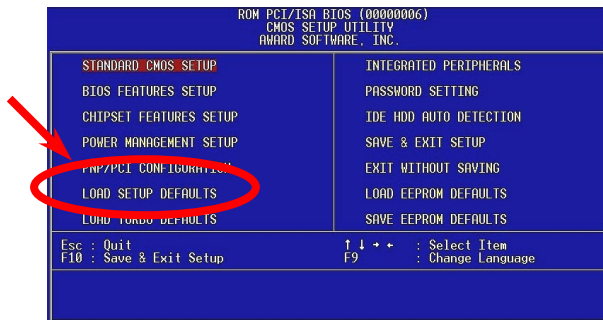 ROM PCI/ISA BIOS (00000006)
CMOS SETUP UTILITY
AWARD SOFTWARE, INC.
STANDARD CMOS SETUP
BIOS FEATURES SETUP
CHIPSET FEATURES SETUP
POWER MANAGEMENT SETUP
PNP/PCI CONFIGURATION
LOAD SETUP DEFAULTS
LOAD TURBO DEFAULTS
INTEGRATED PERIPHERALS
PASSWORD SETTING
IDE HDD AUTO DETECTION
SAVE & EXIT SETUP
EXIT WITHOUT SAVING
LOAD EEPROM DEFAULTS
SAVE EEPROM DEFAULTS
Esc : Quit
F10 : Save & Exit Setup
↑ ↓ → ← : Select Item
F9 : Change Language